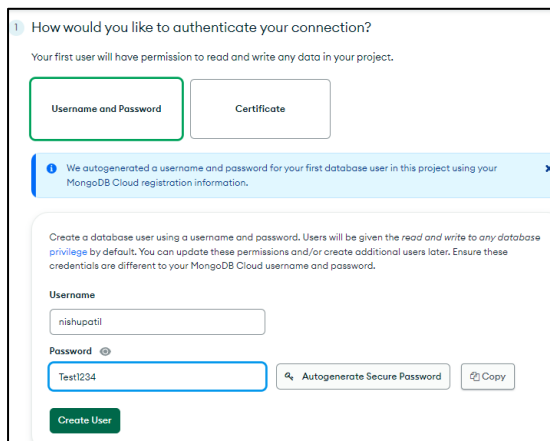 1 How would you like to authenticate your connection?
Your first user will have permission to read and write any data in your project.
Username and Password Certificate
We autogenerated a username and password for your first database user in this project using your
MongoDB Cloud registration information.
Create a database user using a username and password. Users will be given the read and write to any database
privilege by default. You can update these permissions and/or create additional users later. Ensure these
credentials are different to your MongoDB Cloud username and password.
Username
nishupatil
Password
Test1234 Autogenerate Secure Password Copy
Create User